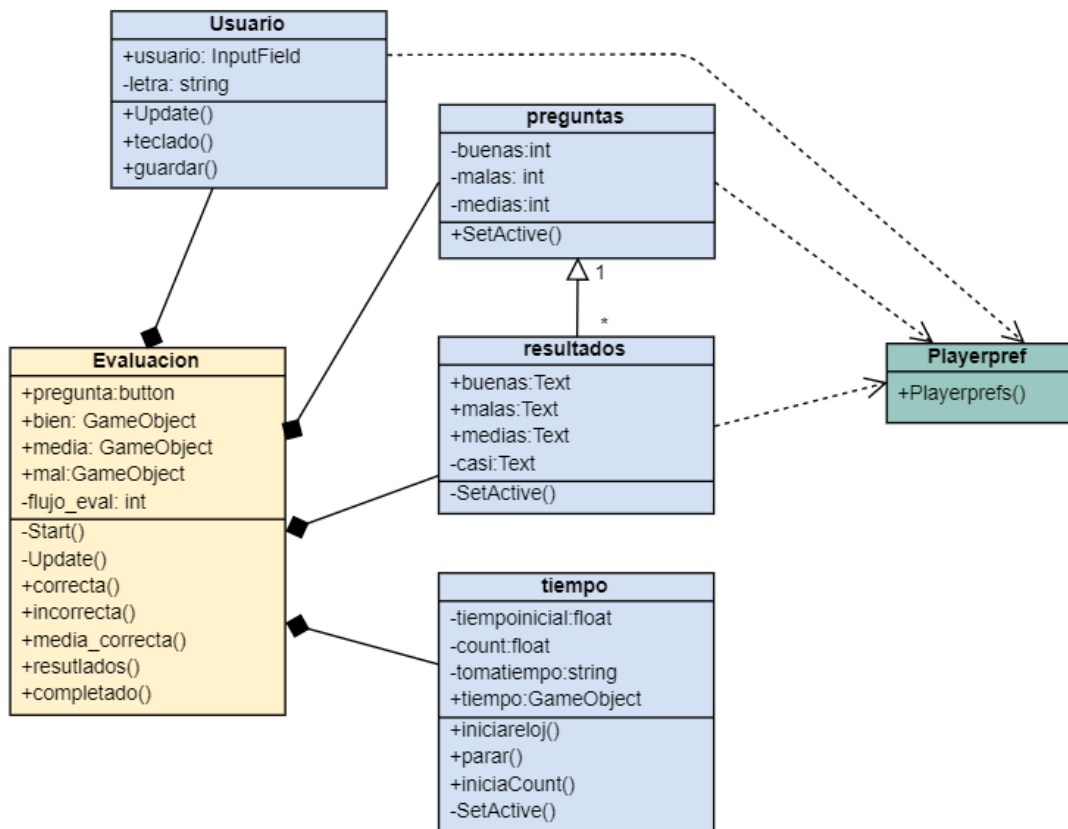 Usuario
+usuario: InputField
-letra: string
+Update()
+teclado()
+guardar()
preguntas
-buenas:int
-malas: int
-medias:int
+SetActive()
1
*
resultados
+buenas:Text
+malas:Text
+medias:Text
-casi:Text
-SetActive()
Playerpref
+Playerprefs()
Evaluacion
+pregunta:button
+bien: GameObject
+media: GameObject
+mal:GameObject
-flujo_eval: int
-Start()
-Update()
+correcta()
+incorrecta()
+media_correcta()
+resutlados()
+completado()
tiempo
-tiempoinicial:float
-count:float
-tomatiempo:string
+tiempo:GameObject
+iniciareloj()
+parar()
+iniciaCount()
-SetActive()